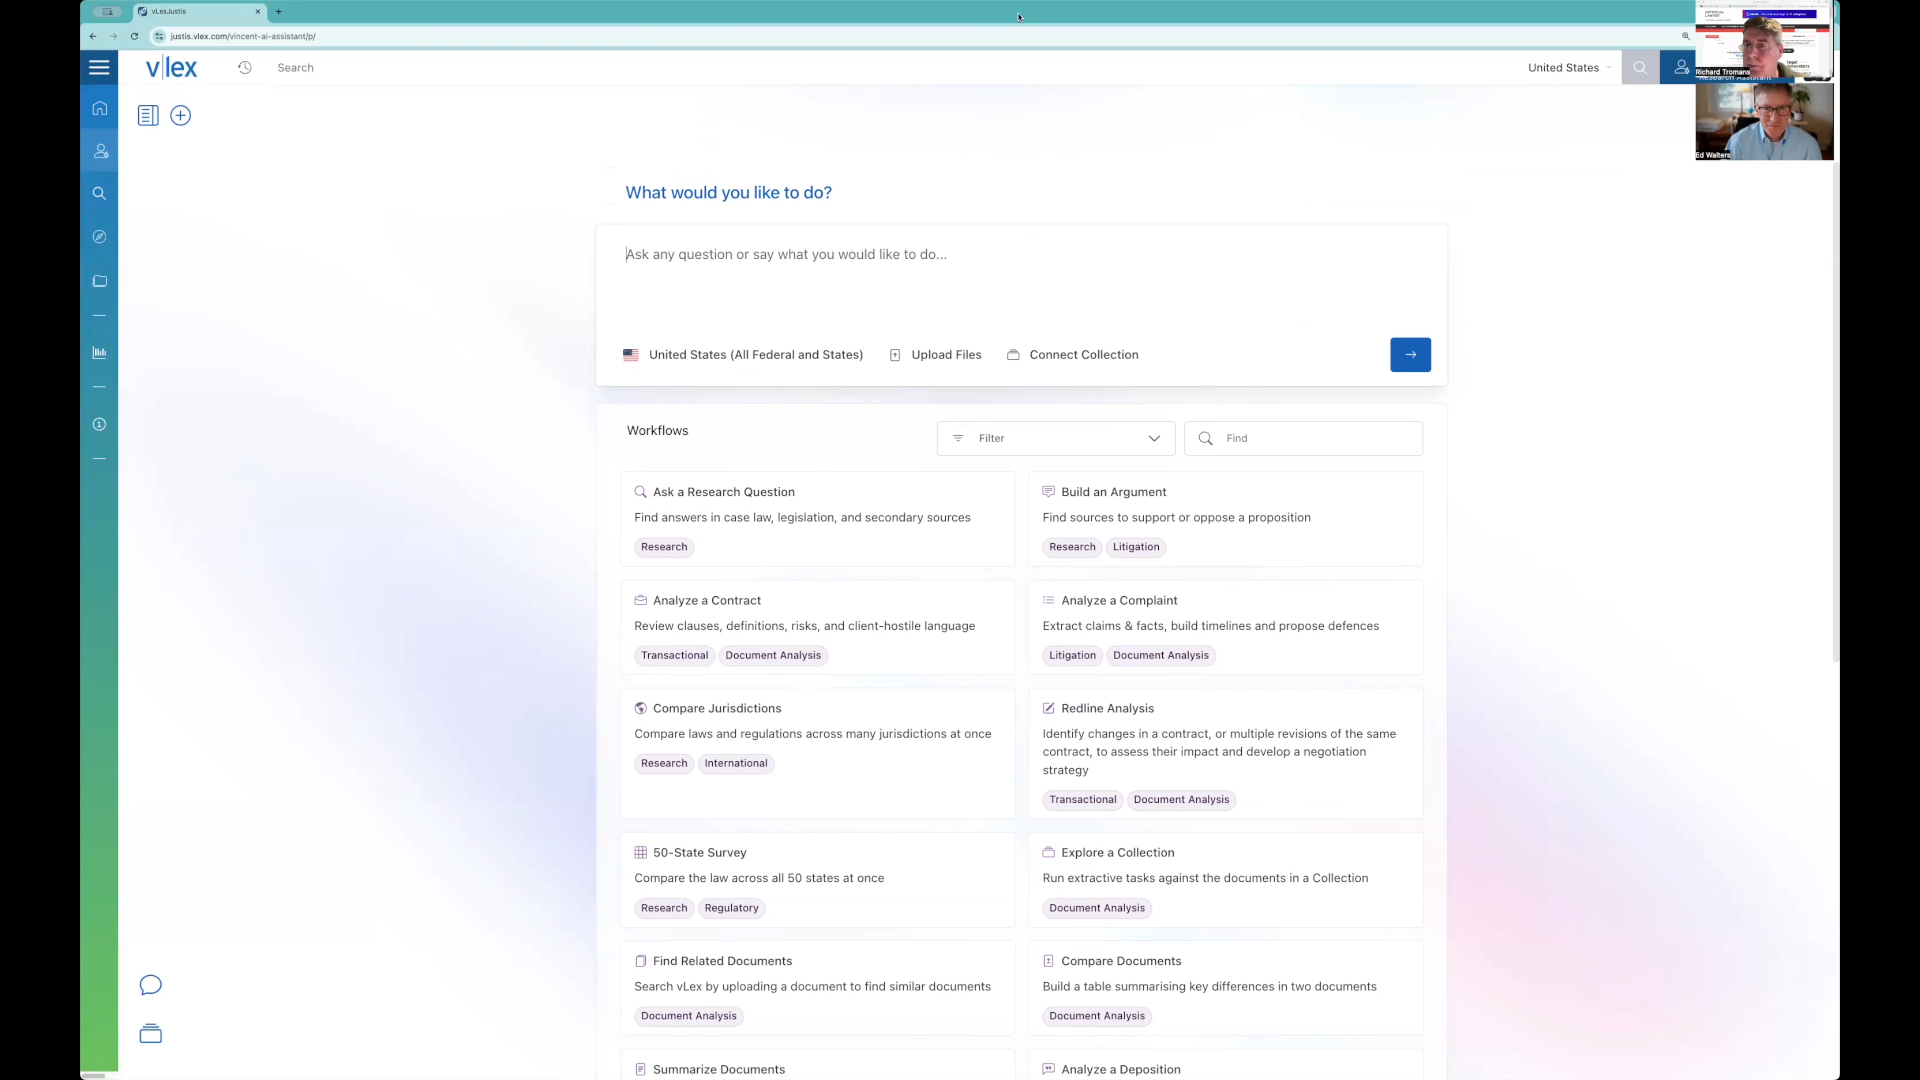 vLexJustis
justis.vlex.com/vincent-ai-assistant/p/
v|lex
Search
United States
Richard Tromans
Ed Walters
What would you like to do?
Ask any question or say what you would like to do...
United States (All Federal and States)
Upload Files
Connect Collection
Workflows
Filter
Find
Ask a Research Question
Find answers in case law, legislation, and secondary sources
Research
Build an Argument
Find sources to support or oppose a proposition
Research
Litigation
Analyze a Contract
Review clauses, definitions, risks, and client-hostile language
Transactional
Document Analysis
Analyze a Complaint
Extract claims & facts, build timelines and propose defences
Litigation
Document Analysis
Compare Jurisdictions
Compare laws and regulations across many jurisdictions at once
Research
International
Redline Analysis
Identify changes in a contract, or multiple revisions of the same
contract, to assess their impact and develop a negotiation
strategy
Transactional
Document Analysis
50-State Survey
Compare the law across all 50 states at once
Research
Regulatory
Explore a Collection
Run extractive tasks against the documents in a Collection
Document Analysis
Find Related Documents
Search vLex by uploading a document to find similar documents
Document Analysis
Compare Documents
Build a table summarising key differences in two documents
Document Analysis
Summarize Documents
Analyze a Deposition